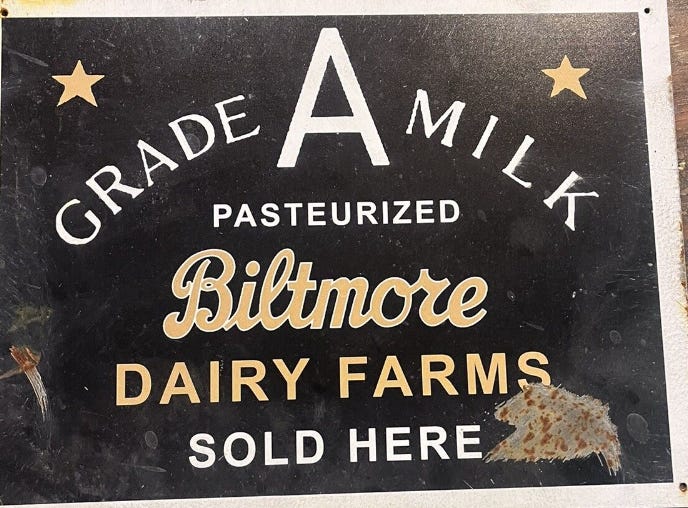 GRADE A MILK
PASTEURIZED
Biltmore
DAIRY FARMS
SOLD HERE